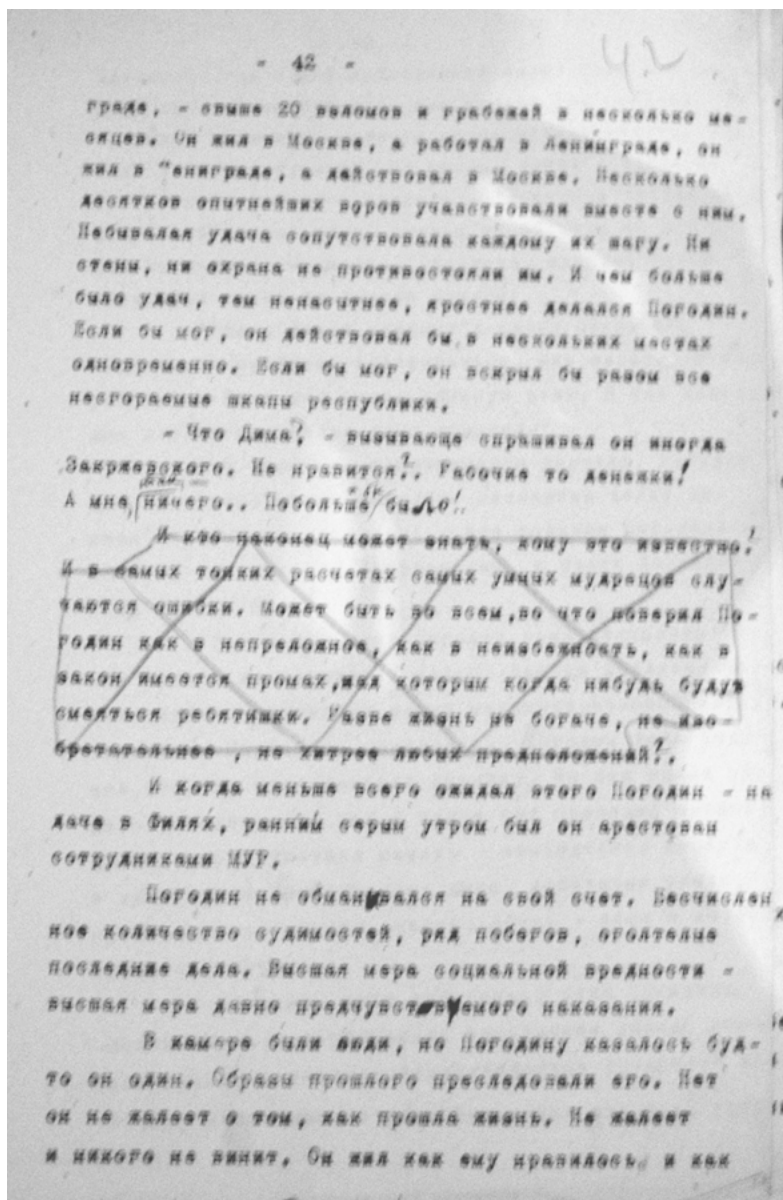 - 42 -
42
града, - свыше 20 взломов и грабежей в несколько ме-
сяцев. Он жил в Москве, а работал в Ленинграде, он
жил в "енинграде, а действовал в Москве. Несколько
десятков опытнейших воров участвовали вместе с ним.
Небывалая удача сопутствовала каждому их шагу. Ни
стены, ни охрана не противостояли им. И чем больше
было удач, тем ненасытнее, яростнее делался Погодин.
Если бы мог, он действовал бы в нескольких местах
одновременно. Если бы мог, он вскрыл бы разом все
несгораемые шкапы республики.
- Что Дима? - вызывающе спрашивал он иногда
Закржевского. Не нравится?.. Рабочие то денежки!
А мне, ничего.. Побольше бы ло!..
И кто наконец может знать, кому это известно!
И в самых тонких расчетах самых умных мудрецов слу-
чаются ошибки. Может быть во всем,во что поверил По-
годин как в непреложное, как в неизбежность, как в
закон имеется промах,над которым когда нибудь будут
смеяться ребятишки. Разве жизнь не богаче, не изо-
бретательнее , не хитрее любых предположений?.
И когда меньше всего ожидал этого Погодин - на
даче в Филях, ранним серым утром был он арестован
сотрудниками МУР.
Погодин не обманывался на свой счет. Бесчислен
ное количество судимостей, ряд побегов, оголтелые
последние дела. Высшая мера социальной вредности -
высшая мера давно предчувствуемого наказания.
В камере были люди, но Погодину казалось буд-
то он один. Образы прошлого преследовали его. Нет
он не жалеет о том, как прошла жизнь. Не жалеет
и никого не винит. Он жил как ему нравилось и как